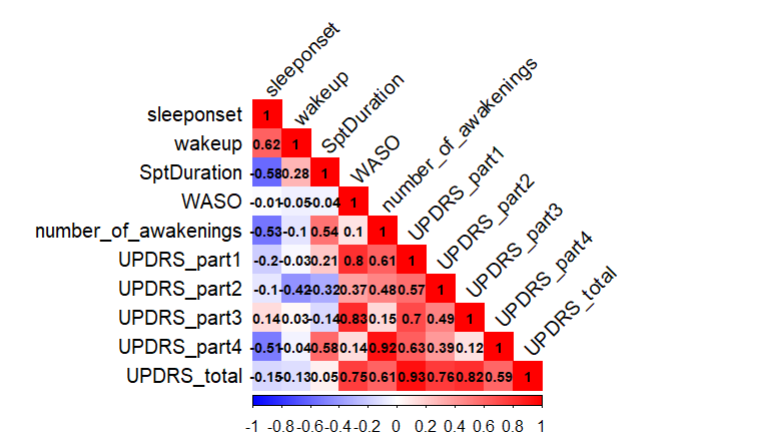 sleeponset
wakeup
SptDuration
WASO
number_of_awakenings
UPDRS_part1
UPDRS_part2
UPDRS_part3
UPDRS_part4
UPDRS_total
sleeponset 1
wakeup 0.62 1
SptDuration -0.58 0.28 1
WASO -0.01 -0.05 -0.04 1
number_of_awakenings -0.53 -0.1 0.54 0.1 1
UPDRS_part1 -0.2 -0.03 0.21 0.8 0.61 1
UPDRS_part2 -0.1 -0.42 -0.32 0.37 0.48 0.57 1
UPDRS_part3 0.14 0.03 -0.14 0.83 0.15 0.7 0.49 1
UPDRS_part4 -0.51 -0.04 0.58 0.14 0.92 0.63 0.39 0.12 1
UPDRS_total -0.15 -0.13 0.05 0.75 0.61 0.93 0.76 0.82 0.59 1
-1 -0.8 -0.6 -0.4 -0.2 0 0.2 0.4 0.6 0.8 1